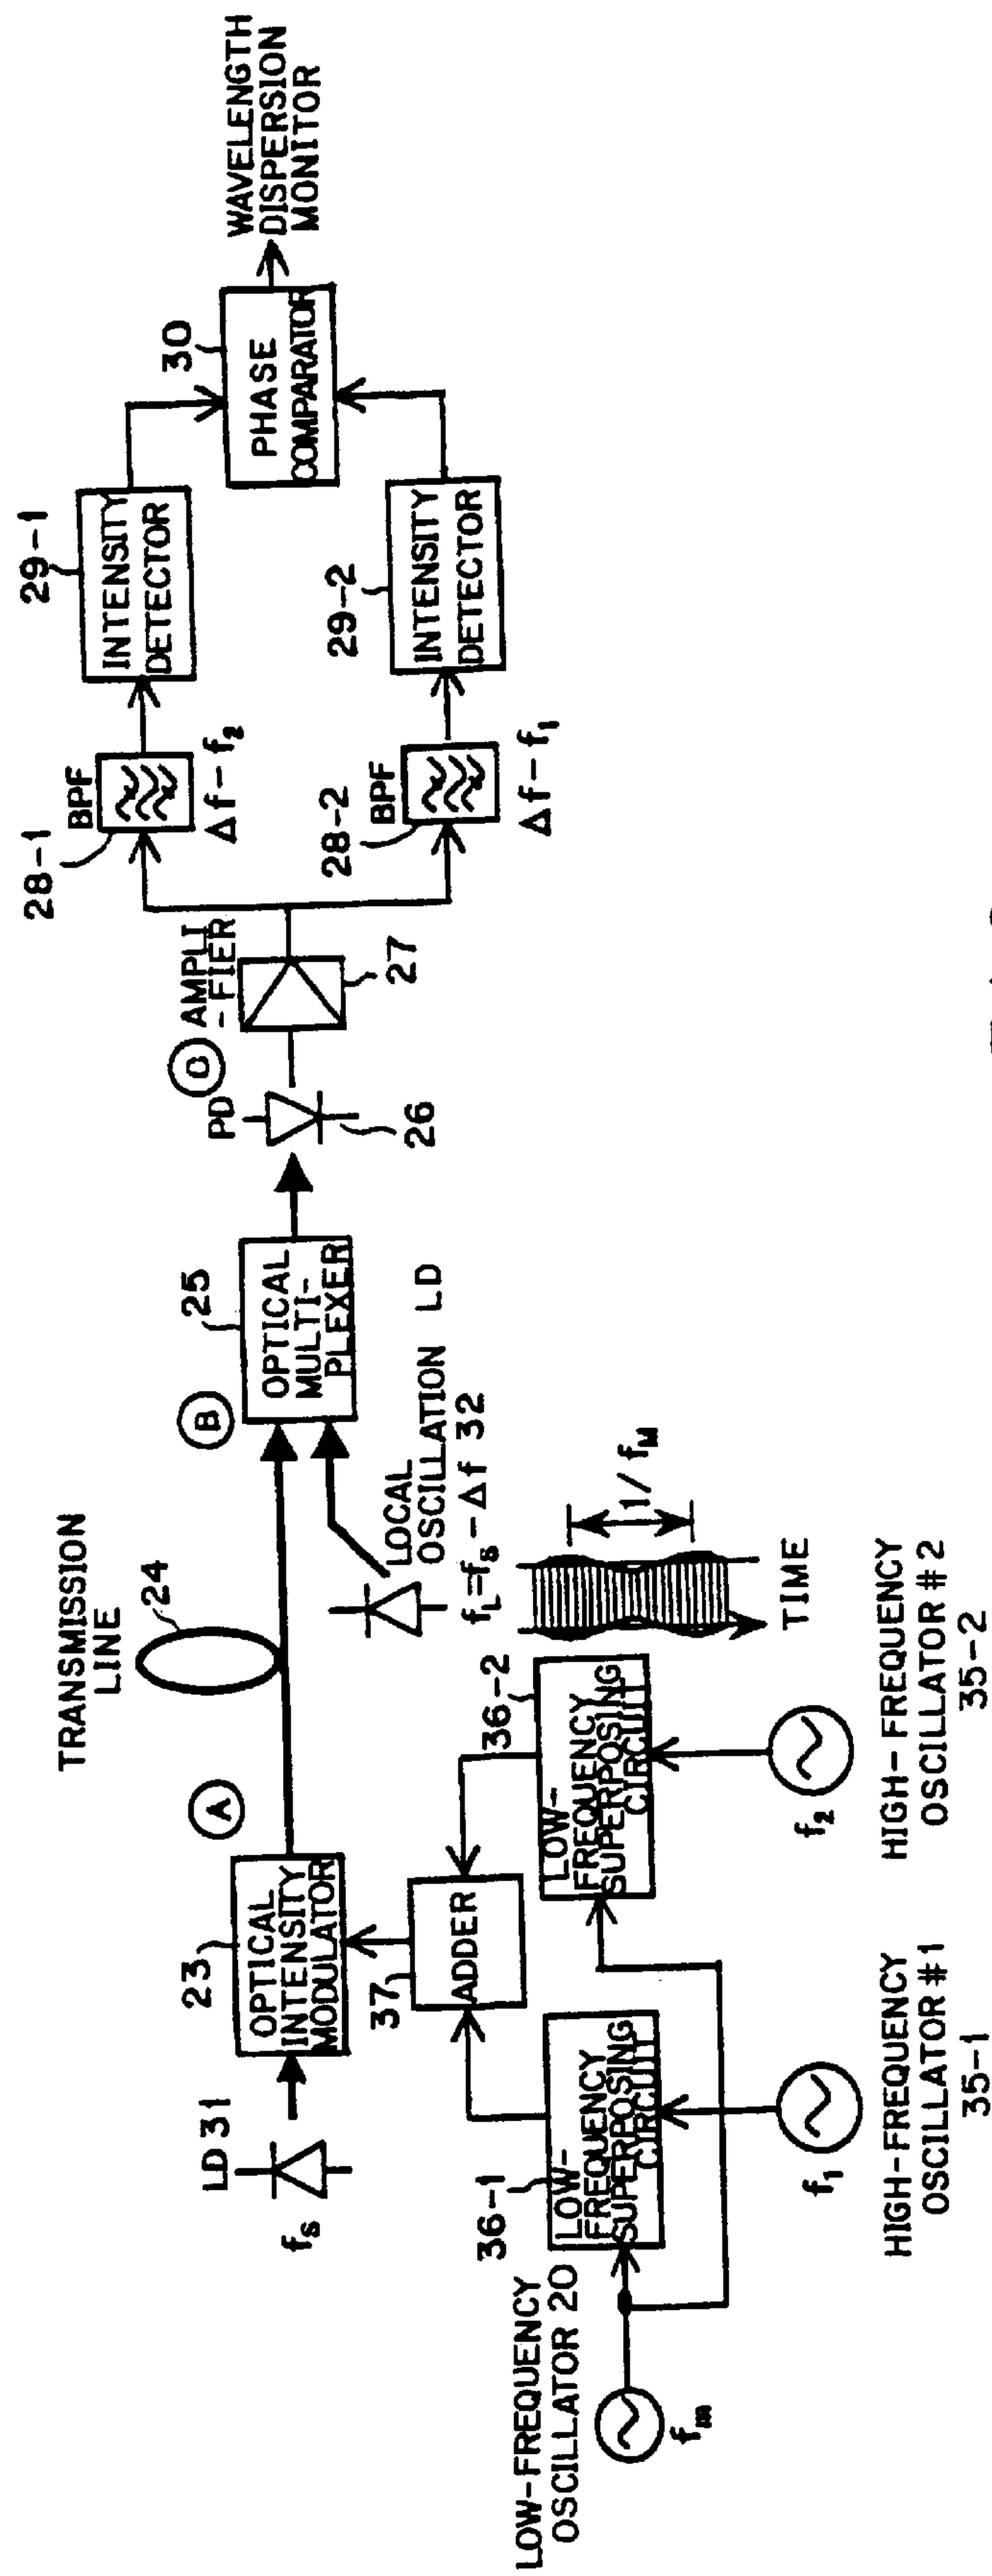 LD 31
fS
23
OPTICAL
INTENSITY
MODULATOR
A
TRANSMISSION
LINE
24
B
25
OPTICAL
MULTI-
PLEXER
LOCAL
OSCILLATION LD
fL=fS-Δf 32
PD
26
C
AMPLI
-FIER
27
28-1
BPF
Δf-f2
29-1
INTENSITY
DETECTOR
28-2
BPF
Δf-f1
29-2
INTENSITY
DETECTOR
30
PHASE
COMPARATOR
WAVELENGTH
DISPERSION
MONITOR
37
ADDER
LOW-FREQUENCY
OSCILLATOR 20
fm
36-1
LOW-
FREQUENCY
SUPERPOSING
CIRCUIT
36-2
LOW-
FREQUENCY
SUPERPOSING
CIRCUIT
1/fM
TIME
f1
HIGH-FREQUENCY
OSCILLATOR #1
35-1
f2
HIGH-FREQUENCY
OSCILLATOR #2
35-2